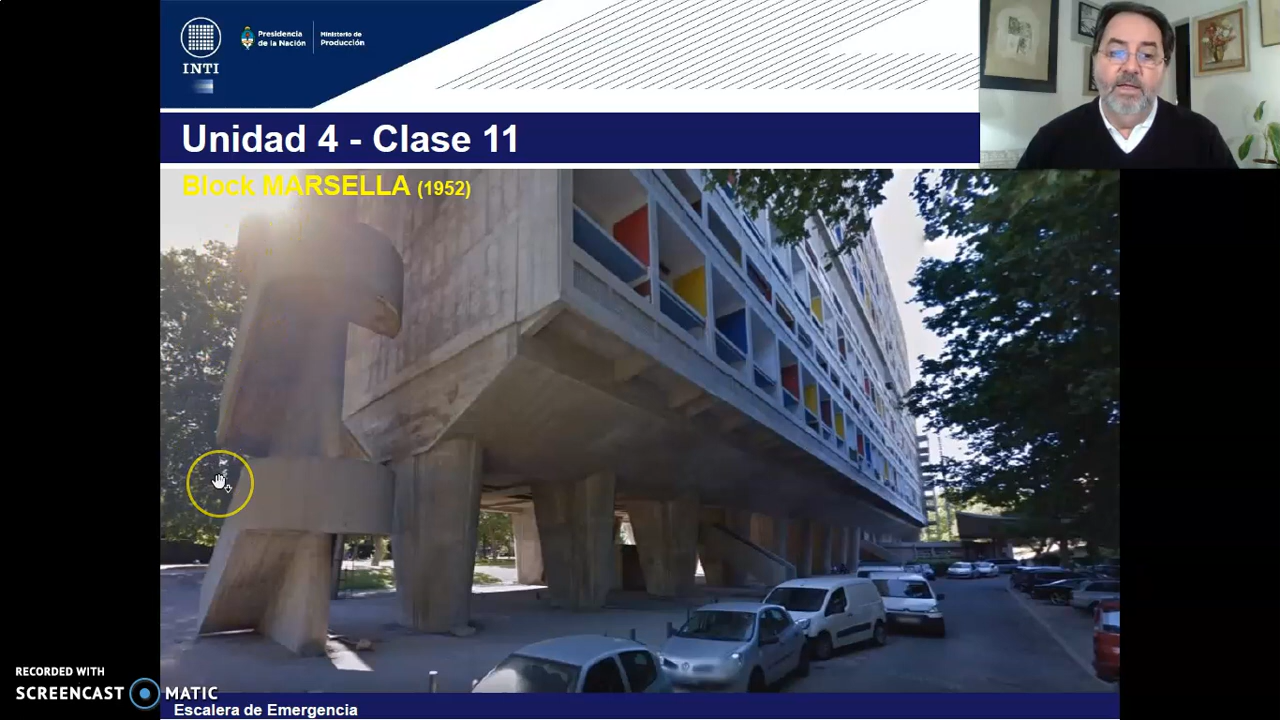 INTI
Presidencia
de la Nación
Ministerio de
Producción
Unidad 4 - Clase 11
Block MARSELLA (1952)
RECORDED WITH
SCREENCAST MATIC
Escalera de Emergencia